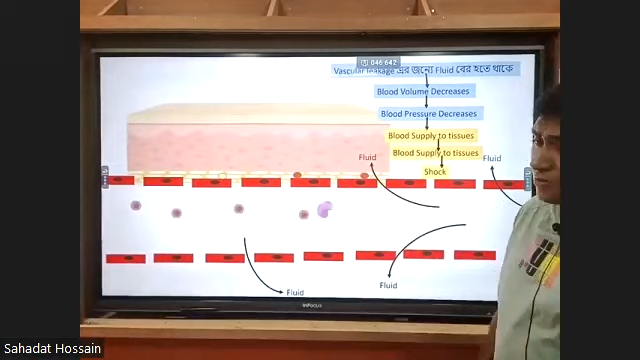 046 642
Vascular leakage এর জন্যে Fluid বের হতে থাকে
Blood Volume Decreases
Blood Pressure Decreases
Blood Supply to tissues
Blood Supply to tissues
Shock
Fluid
Fluid
Fluid
Fluid
InFocus
Sahadat Hossain